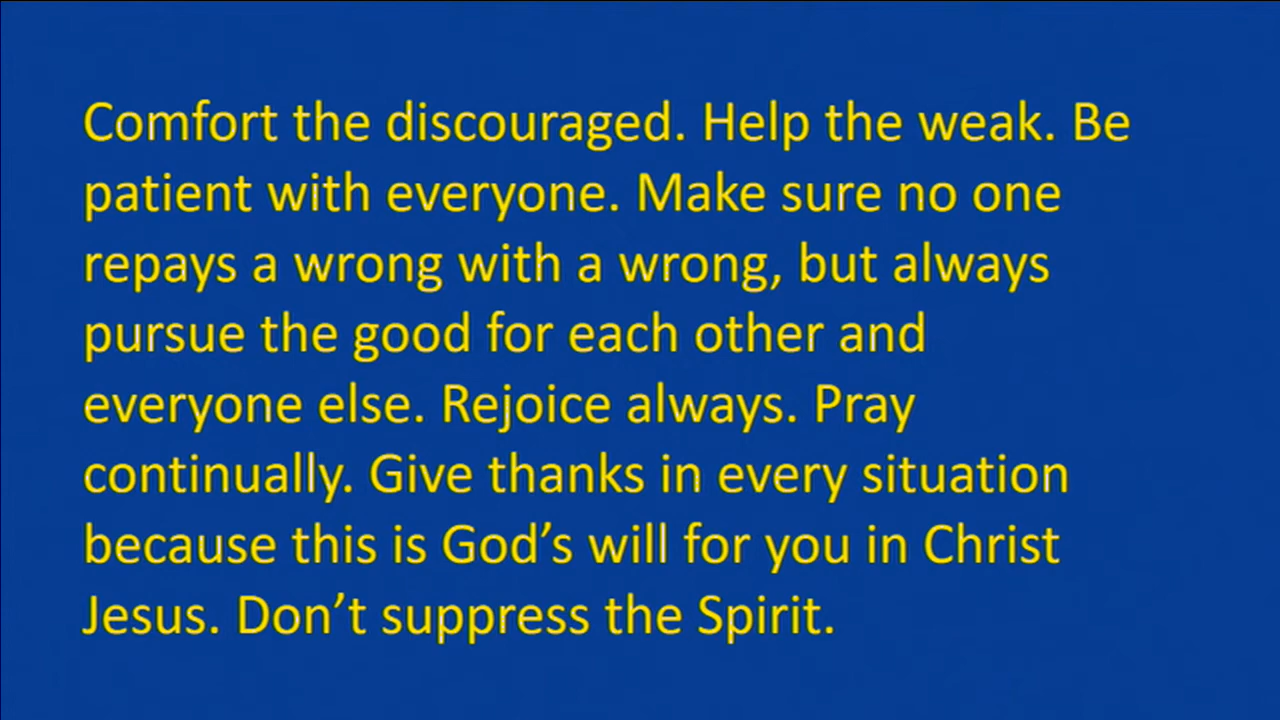 Comfort the discouraged. Help the weak. Be
patient with everyone. Make sure no one
repays a wrong with a wrong, but always
pursue the good for each other and
everyone else. Rejoice always. Pray
continually. Give thanks in every situation
because this is God’s will for you in Christ
Jesus. Don’t suppress the Spirit.